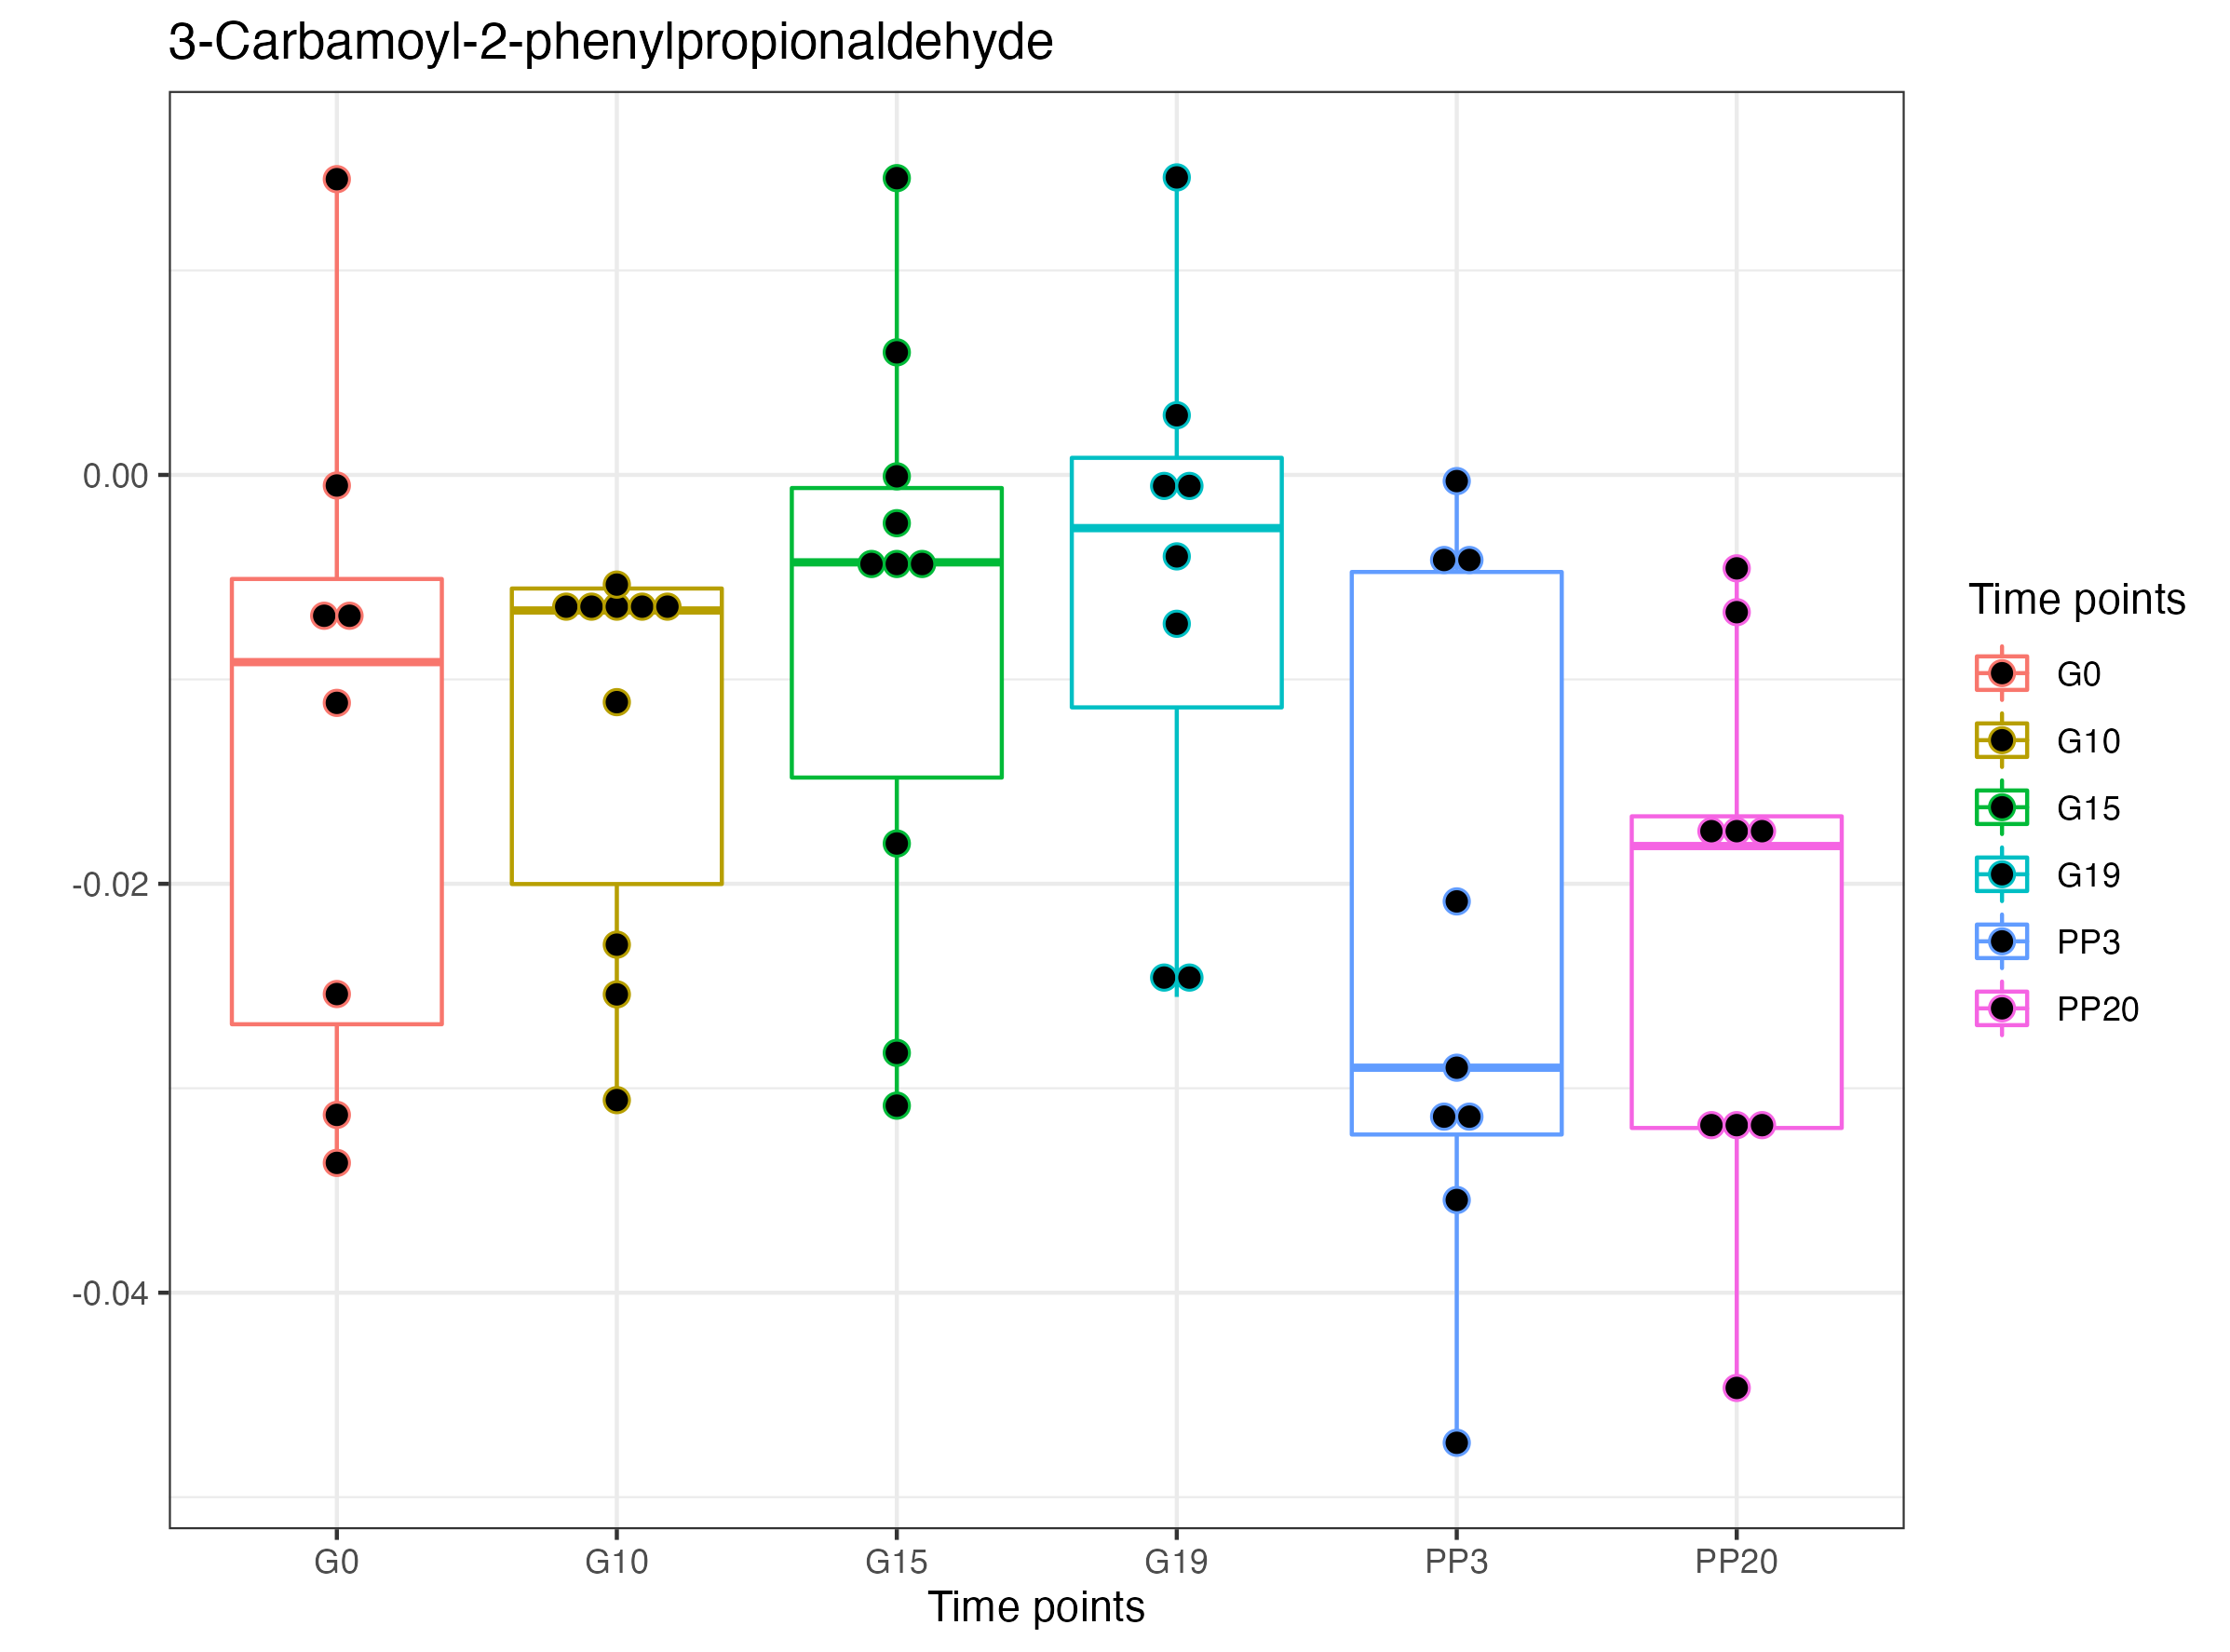 3-Carbamoyl-2-phenylpropionaldehyde
0.00
-0.02
-0.04
G0 G10 G15 G19 PP3 PP20
Time points
Time points
G0
G10
G15
G19
PP3
PP20